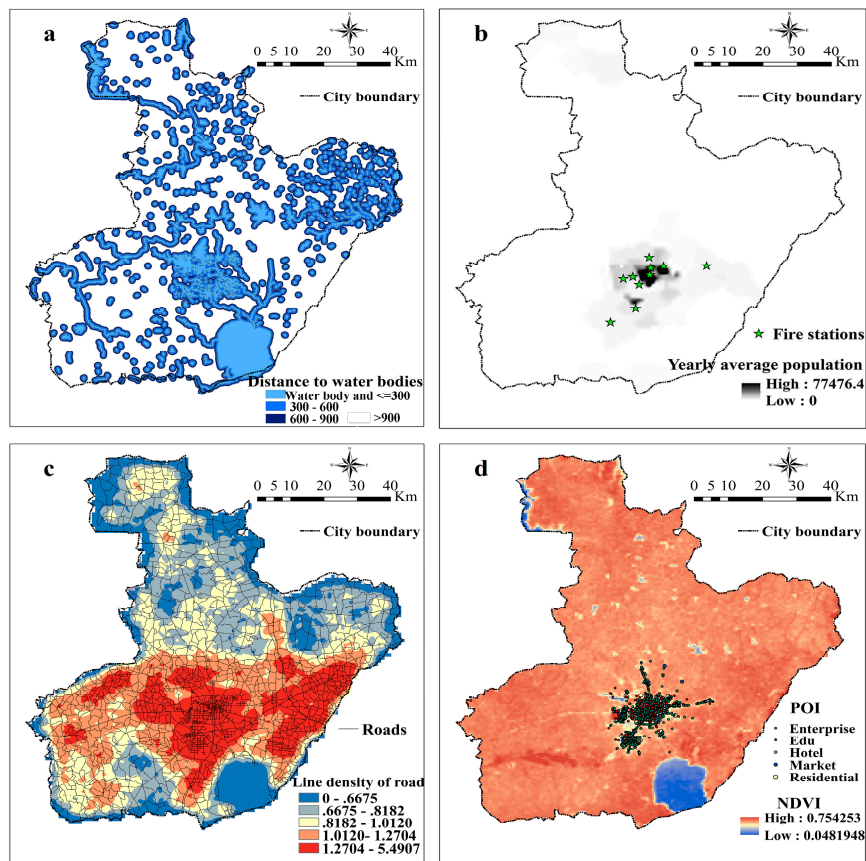 a
N
W E
S
0 5 10 20 30 40
Km
City boundary
Distance to water bodies
Water body and <=300
300 - 600
600 - 900 >900
b
N
W E
S
0 5 10 20 30 40
Km
City boundary
Fire stations
Yearly average population
High : 77476.4
Low : 0
c
N
W E
S
0 5 10 20 30 40
Km
City boundary
Roads
Line density of road
0 - .6675
.6675 - .8182
.8182 - 1.0120
1.0120- 1.2704
1.2704 - 5.4907
d
N
W E
S
0 5 10 20 30 40
Km
City boundary
POI
Enterprise
Edu
Hotel
Market
Residential
NDVI
High : 0.754253
Low : 0.0481948